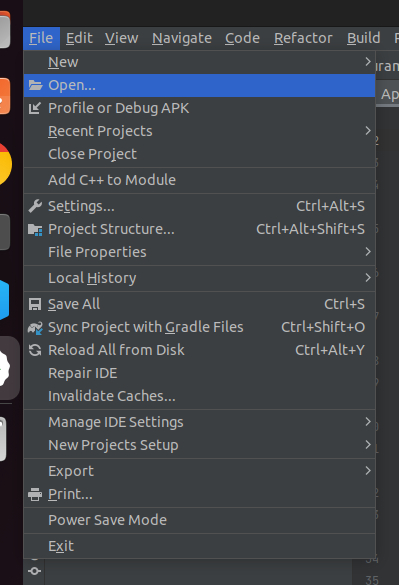 File Edit View Navigate Code Refactor Build
New
Open...
Profile or Debug APK
Recent Projects
Close Project
Add C++ to Module
Settings... Ctrl+Alt+S
Project Structure... Ctrl+Alt+Shift+S
File Properties
Local History
Save All Ctrl+S
Sync Project with Gradle Files Ctrl+Shift+O
Reload All from Disk Ctrl+Alt+Y
Repair IDE
Invalidate Caches...
Manage IDE Settings
New Projects Setup
Export
Print...
Power Save Mode
Exit
35